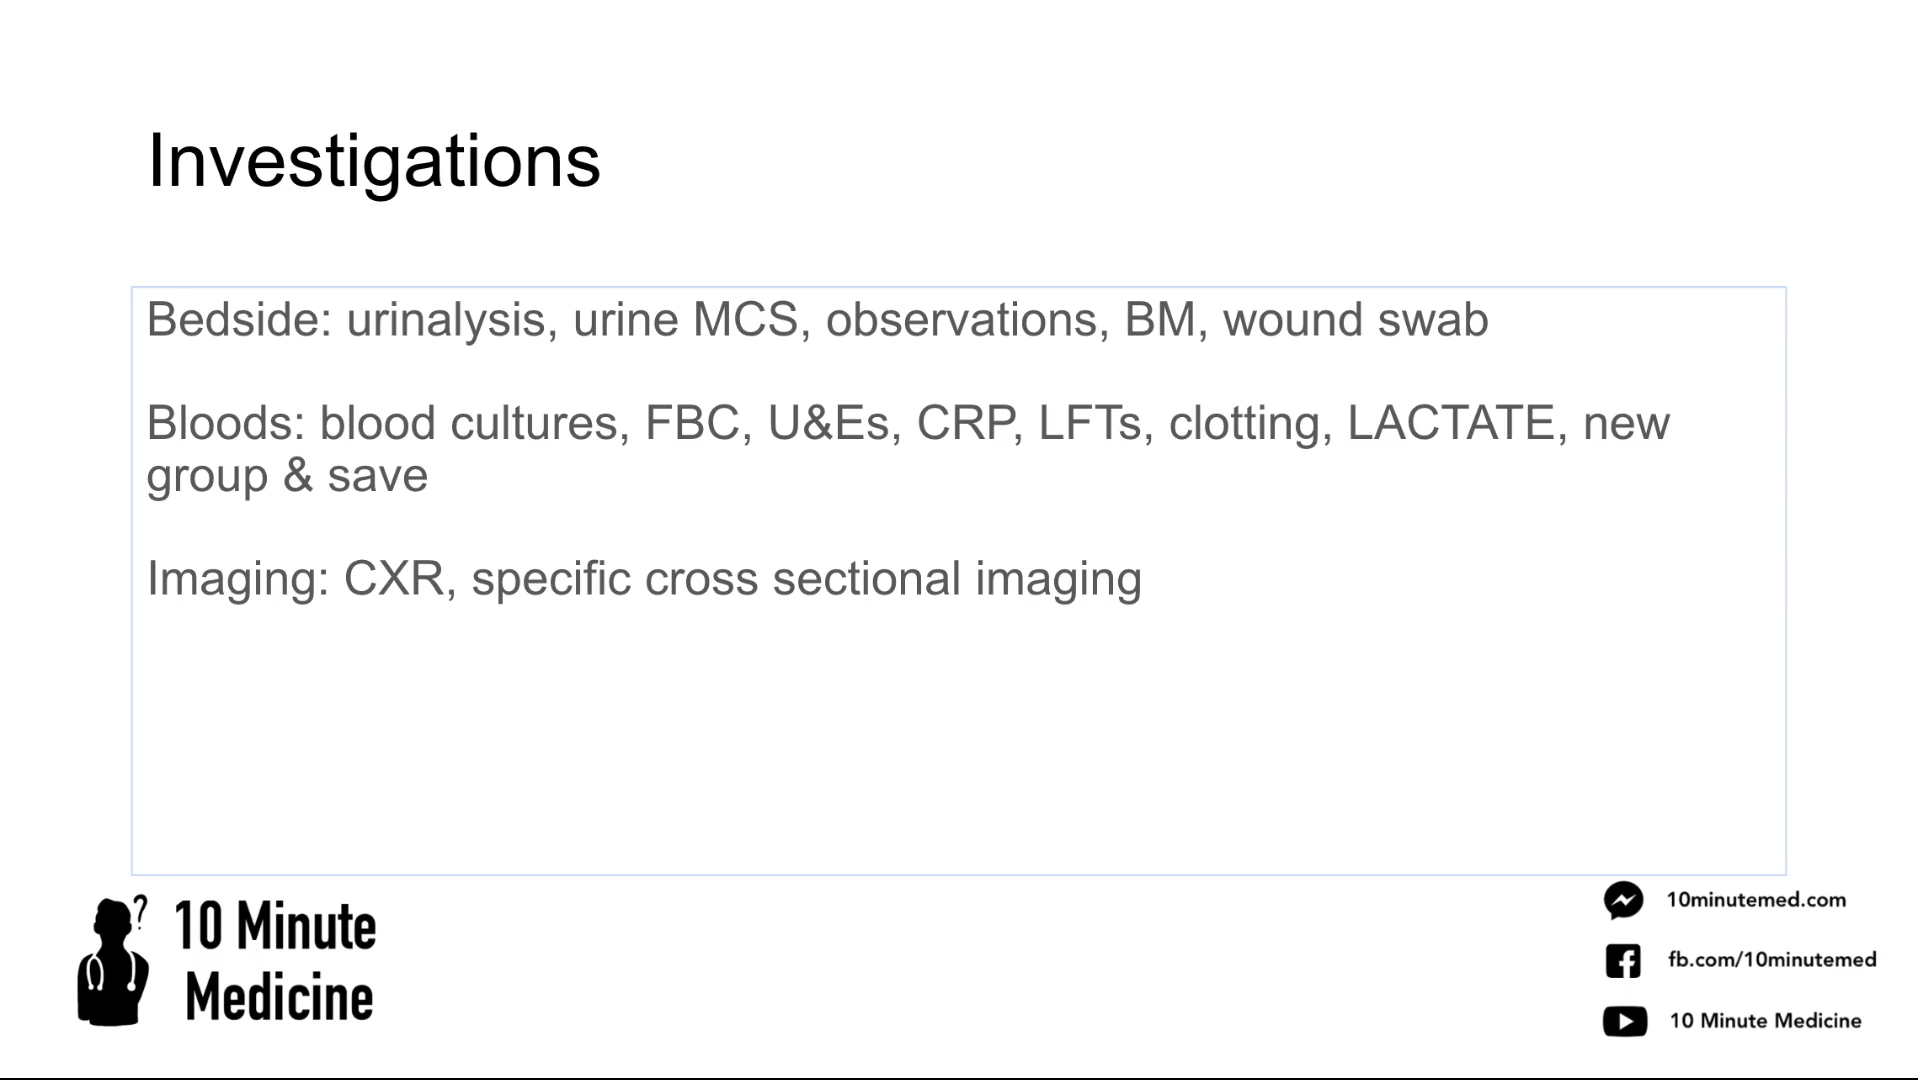 Investigations
Bedside: urinalysis, urine MCS, observations, BM, wound swab
Bloods: blood cultures, FBC, U&Es, CRP, LFTs, clotting, LACTATE, new
group & save
Imaging: CXR, specific cross sectional imaging
?
10 Minute
Medicine
10minutemed.com
fb.com/10minutemed
10 Minute Medicine